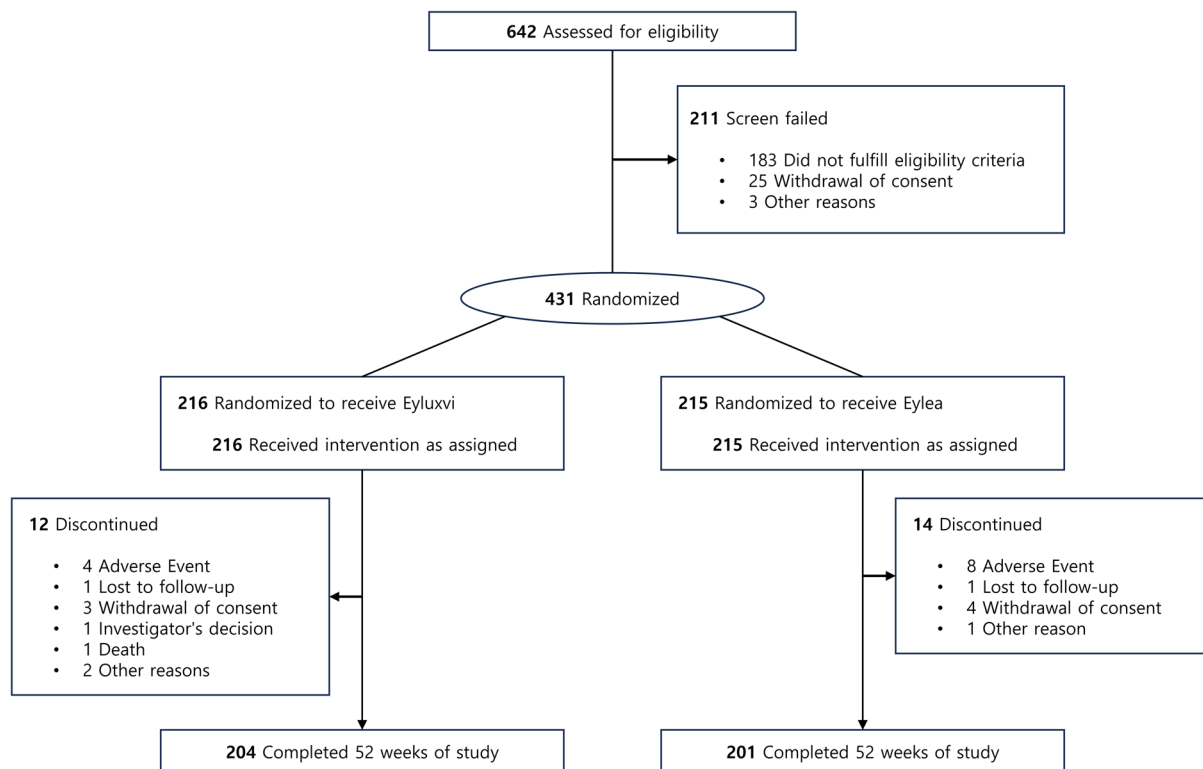 642 Assessed for eligibility
211 Screen failed
• 183 Did not fulfill eligibility criteria
• 25 Withdrawal of consent
• 3 Other reasons
431 Randomized
216 Randomized to receive Eyluxvi
216 Received intervention as assigned
215 Randomized to receive Eylea
215 Received intervention as assigned
12 Discontinued
• 4 Adverse Event
• 1 Lost to follow-up
• 3 Withdrawal of consent
• 1 Investigator's decision
• 1 Death
• 2 Other reasons
14 Discontinued
• 8 Adverse Event
• 1 Lost to follow-up
• 4 Withdrawal of consent
• 1 Other reason
204 Completed 52 weeks of study
201 Completed 52 weeks of study